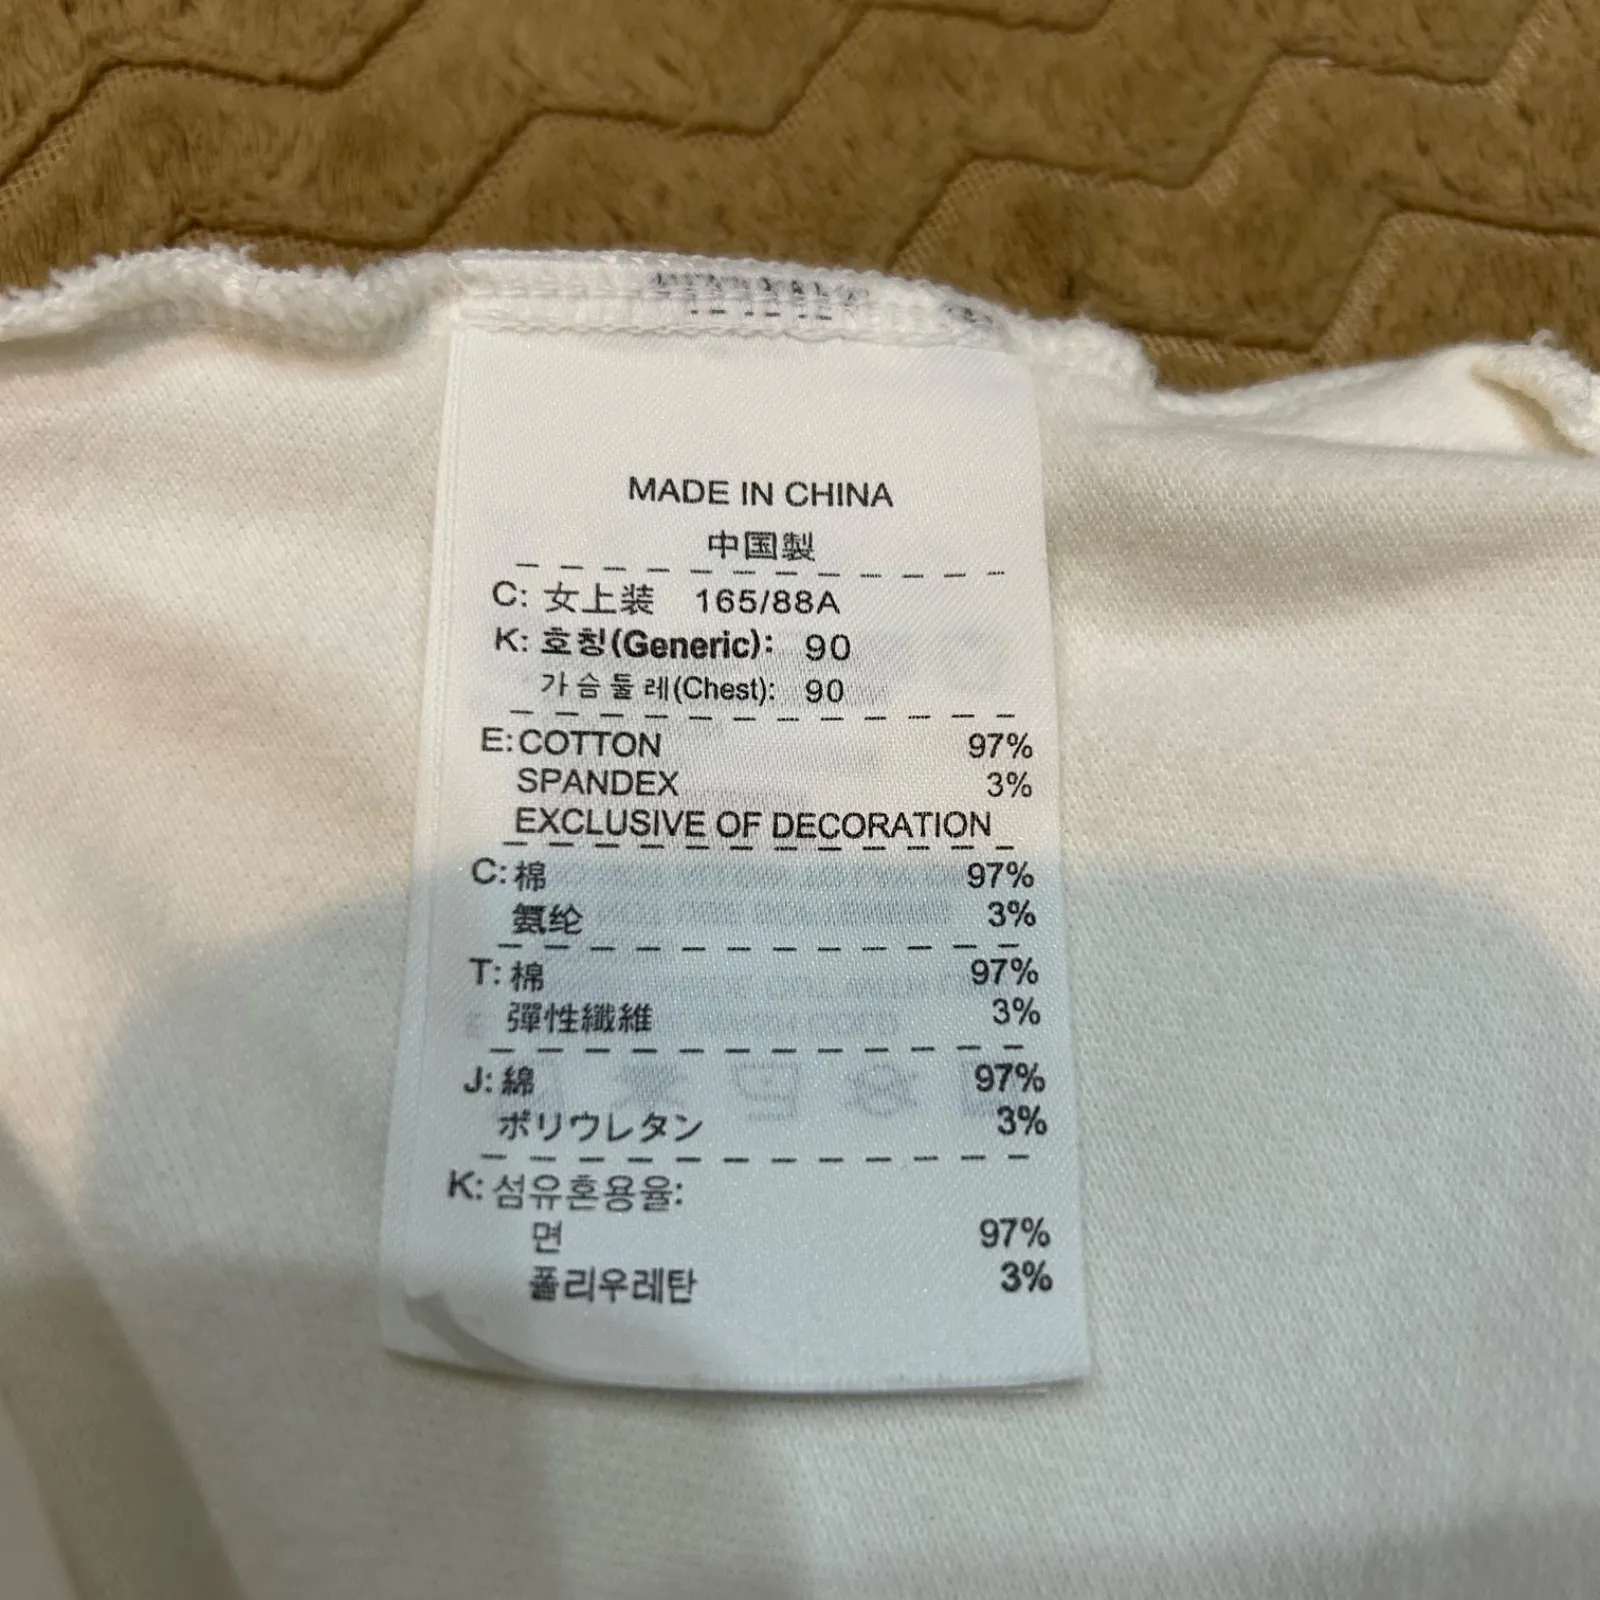 MADE IN CHINA
中国製
C: 女上装 165/88A
K: 호칭(Generic): 90
가슴둘레(Chest): 90
E: COTTON 97%
SPANDEX 3%
EXCLUSIVE OF DECORATION
C: 棉 97%
氨纶 3%
T: 棉 97%
彈性纖維 3%
J: 綿 97%
ポリウレタン 3%
K: 섬유혼용율:
면 97%
폴리우레탄 3%